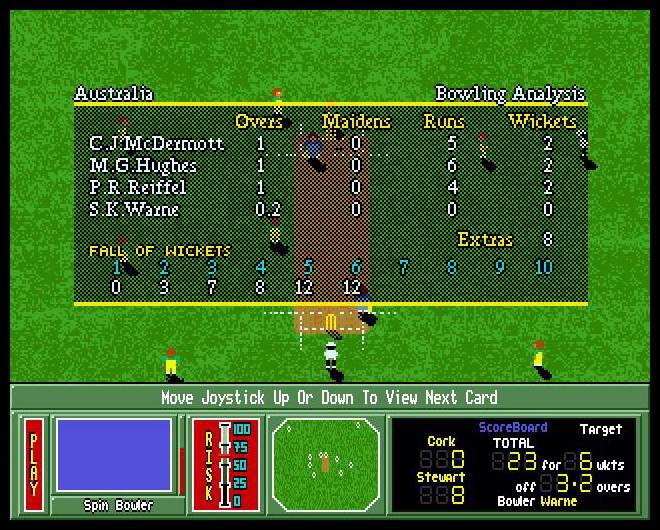 Australia Bowling Analysis
Overs Maidens Runs Wickets
C.J.McDermott 1 0 5 2
M.G.Hughes 1 0 6 2
P.R.Reiffel 1 0 4 2
S.K.Warne 0.2 0 0 0
Extras 8
FALL OF WICKETS
1 2 3 4 5 6 7 8 9 10
0 3 7 8 12 12
Move Joystick Up Or Down To View Next Card
PLAY
Spin Bowler
RISK
100
75
50
25
0
ScoreBoard Target
Cork TOTAL
0 23 for 6 wkts
Stewart off 3.2 overs
8 Bowler Warne